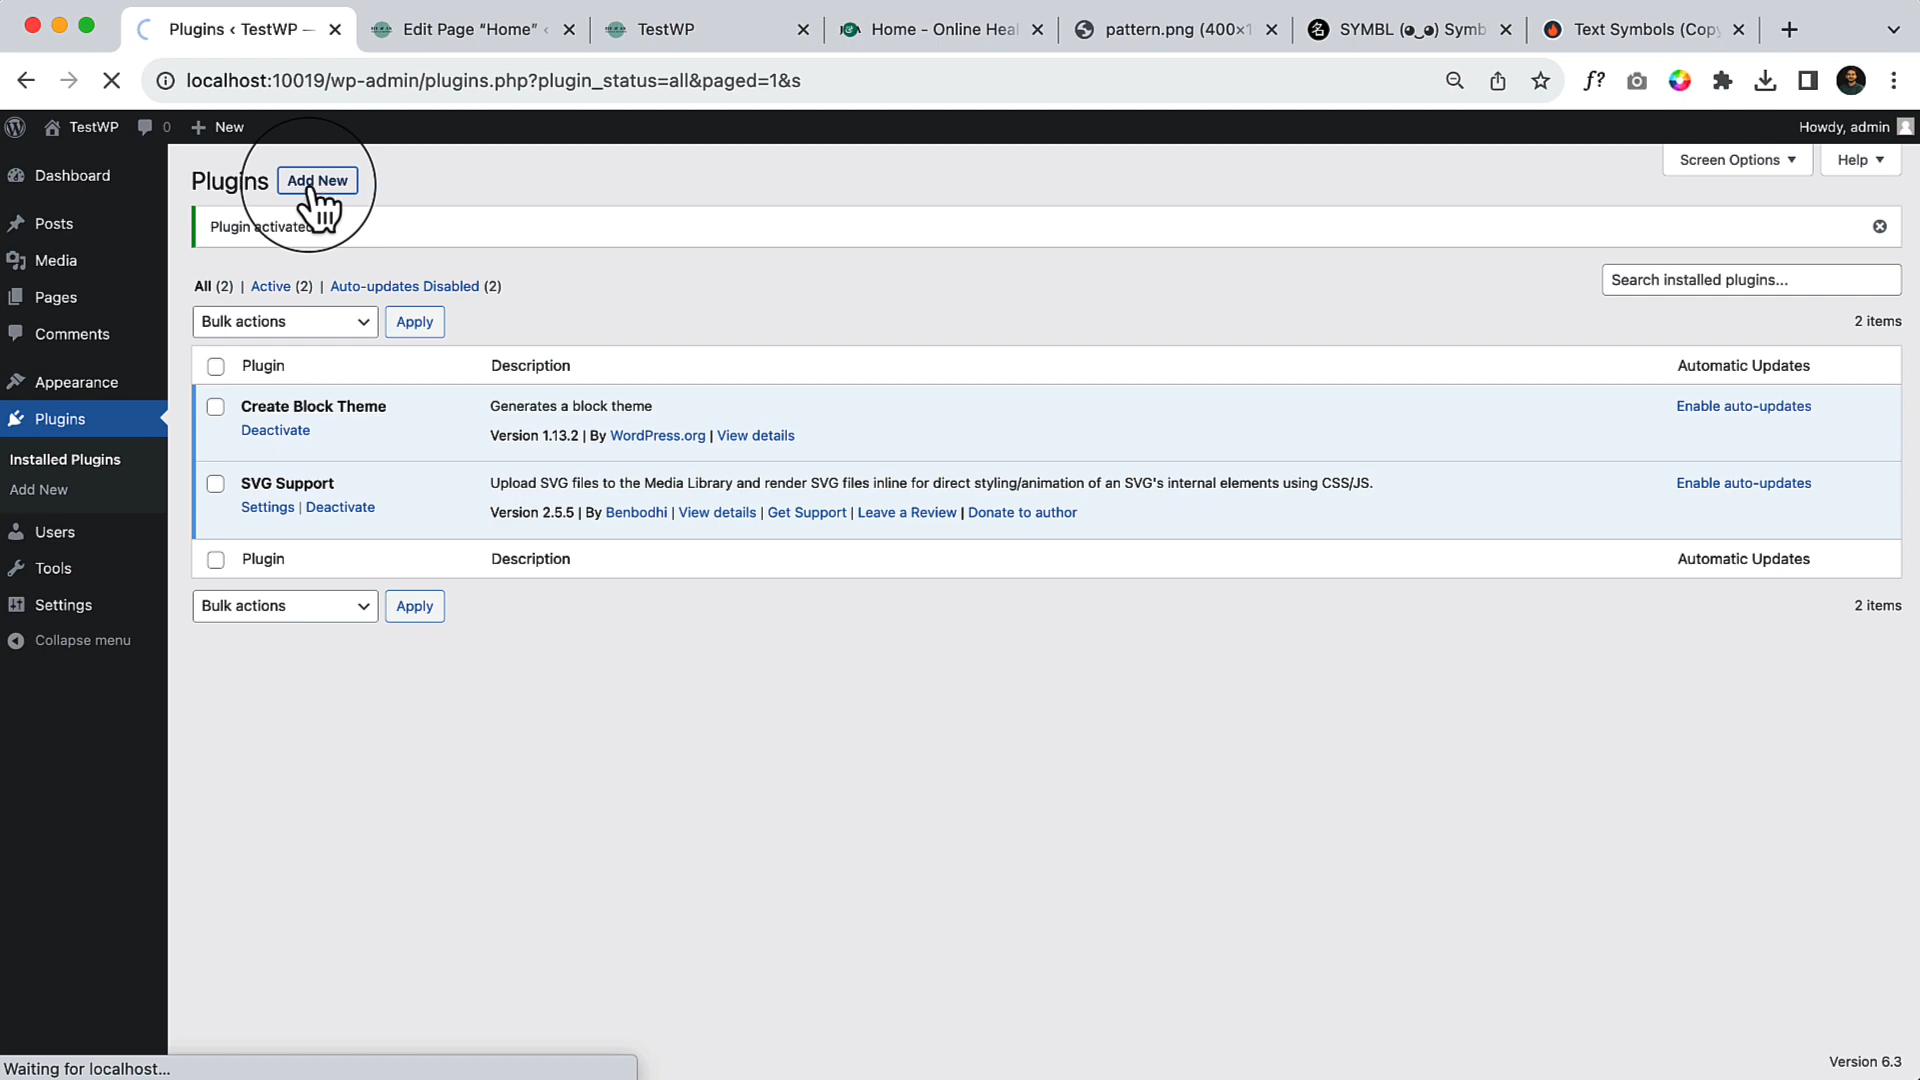 Plugins ‹ TestWP —
Edit Page “Home” ‹
TestWP
Home - Online Heal
pattern.png (400×1
SYMBL (◕‿◕) Symb
Text Symbols (Copy
localhost:10019/wp-admin/plugins.php?plugin_status=all&paged=1&s
f?
TestWP
0
New
Howdy, admin
Dashboard
Posts
Media
Pages
Comments
Appearance
Plugins
Installed Plugins
Add New
Users
Tools
Settings
Collapse menu
Screen Options
Help
Plugins
Add New
Plugin activated
All (2) | Active (2) | Auto-updates Disabled (2)
Search installed plugins...
Bulk actions
Apply
2 items
Plugin
Description
Automatic Updates
Create Block Theme
Deactivate
Generates a block theme
Version 1.13.2 | By WordPress.org | View details
Enable auto-updates
SVG Support
Settings | Deactivate
Upload SVG files to the Media Library and render SVG files inline for direct styling/animation of an SVG's internal elements using CSS/JS.
Version 2.5.5 | By Benbodhi | View details | Get Support | Leave a Review | Donate to author
Enable auto-updates
Plugin
Description
Automatic Updates
Bulk actions
Apply
2 items
Version 6.3
Waiting for localhost...